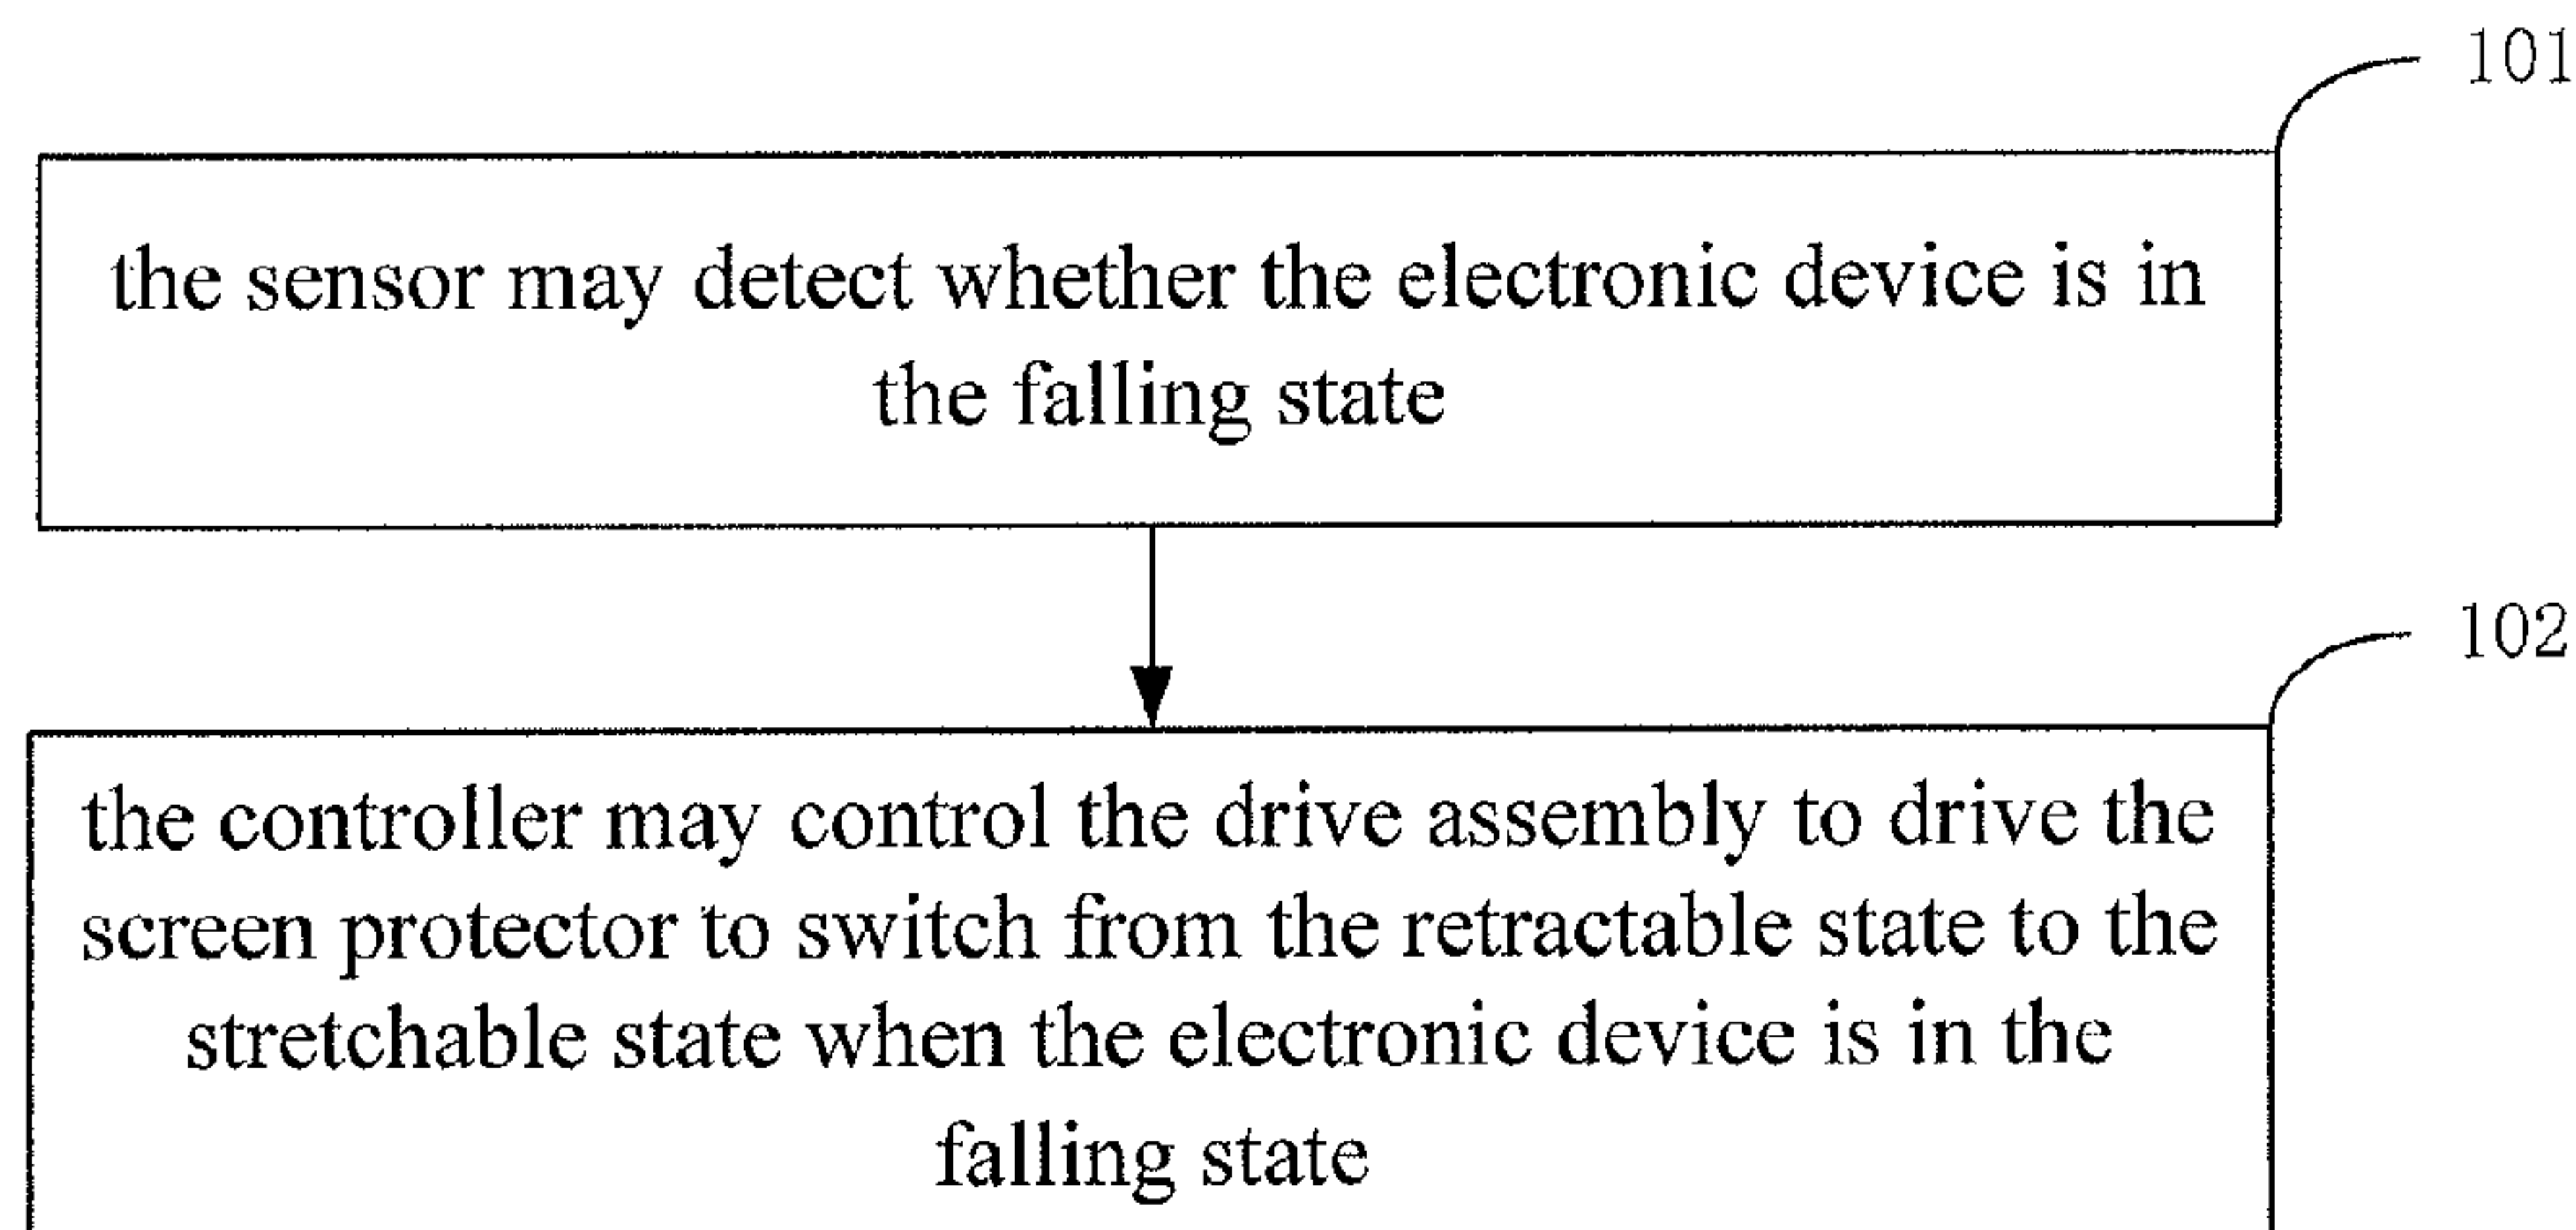 101
the sensor may detect whether the electronic device is in
the falling state
102
the controller may control the drive assembly to drive the
screen protector to switch from the retractable state to the
stretchable state when the electronic device is in the
falling state